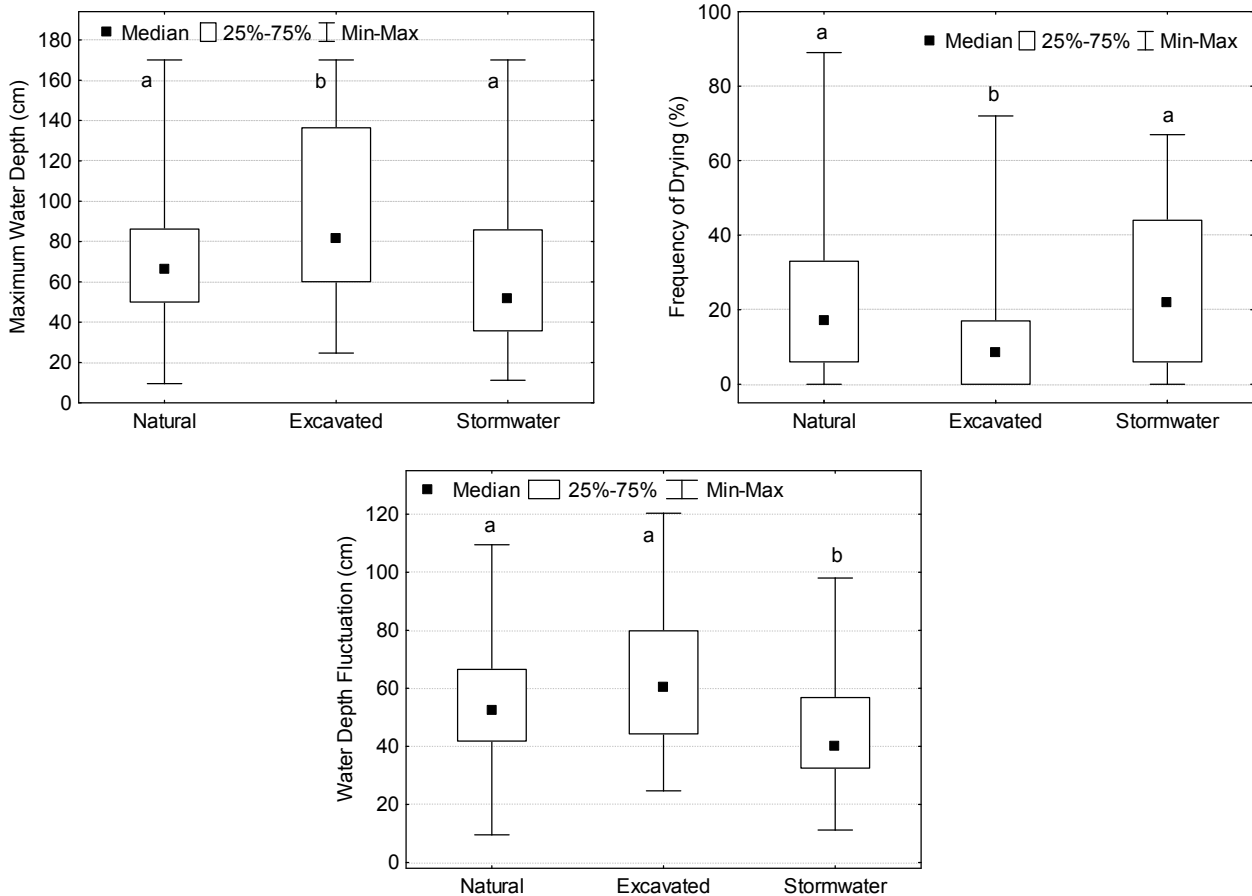 Median 25%-75% Min-Max
Maximum Water Depth (cm)
180
160
140
120
100
80
60
40
20
0
a
b
a
Natural Excavated Stormwater
Median 25%-75% Min-Max
Frequency of Drying (%)
100
80
60
40
20
0
a
b
a
Natural Excavated Stormwater
Median 25%-75% Min-Max
Water Depth Fluctuation (cm)
120
100
80
60
40
20
0
a
a
b
Natural Excavated Stormwater